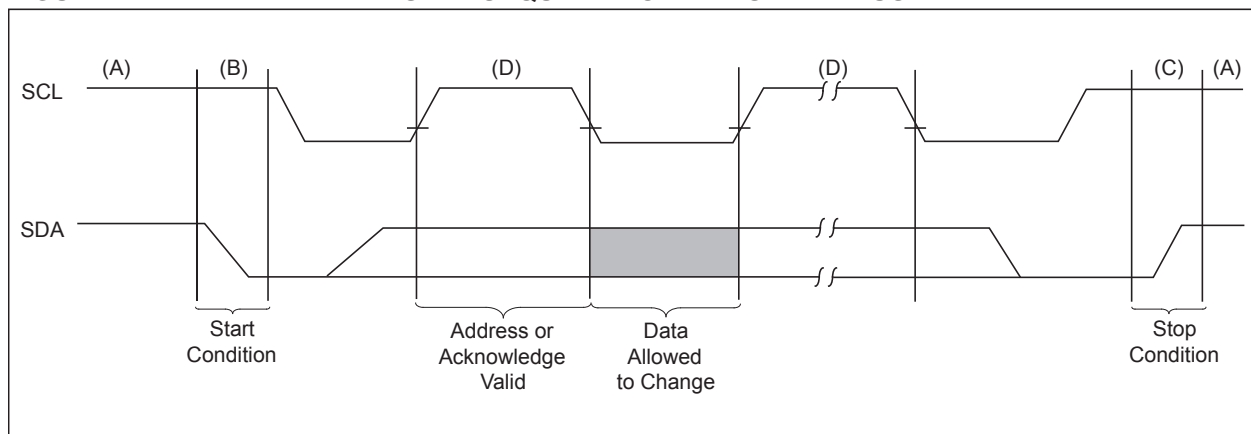 (A) (B) (D) (D) (C) (A)
SCL
SDA
Start
Condition
Address or
Acknowledge
Valid
Data
Allowed
to Change
Stop
Condition